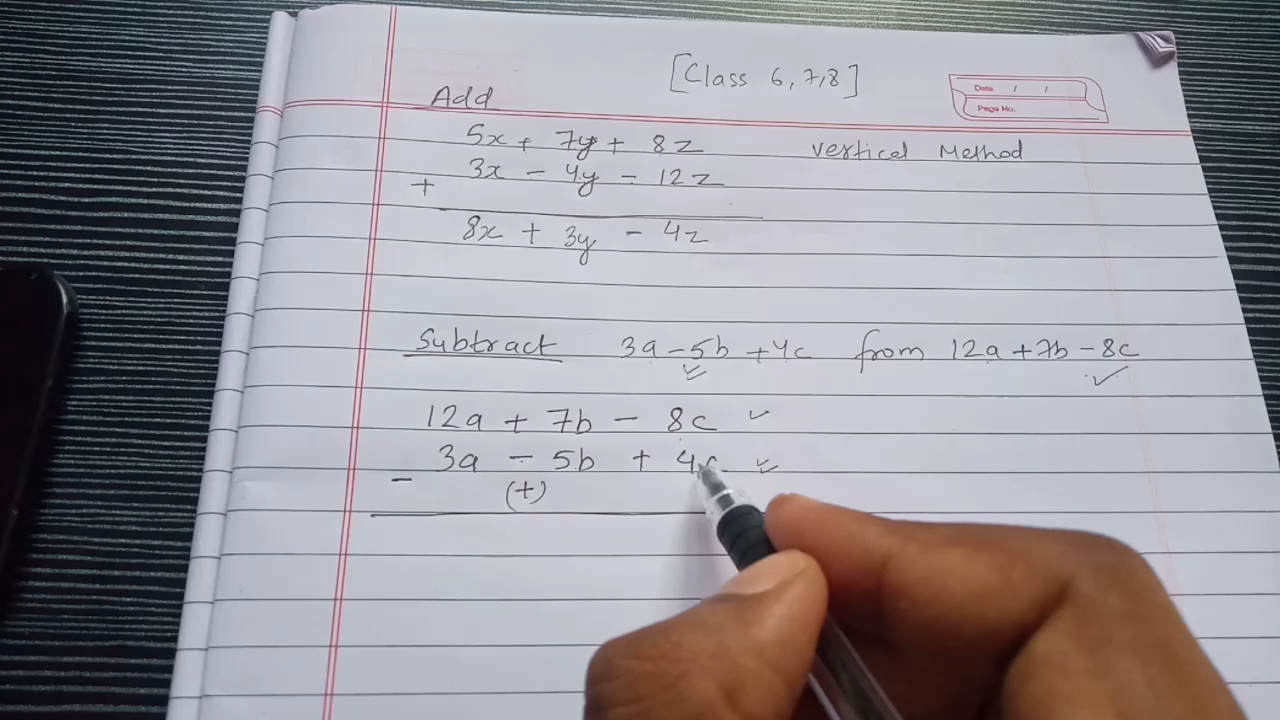 [Class 6, 7, 8]
Date / /
Page No.
Add
5x + 7y + 8z
Vertical Method
3x - 4y - 12z
+
8x + 3y - 4z
Subtract 3a - 5b + 4c from 12a + 7b - 8c
12a + 7b - 8c
3a - 5b + 4c
- (+)